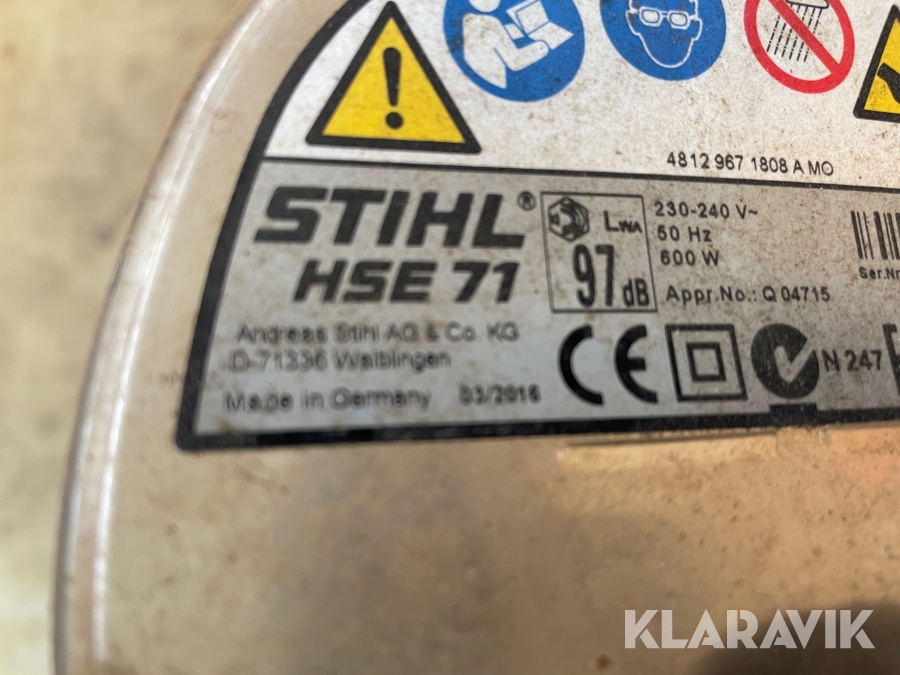 4812 967 1808 A MO
STIHL®
HSE 71
LWA
97 dB
230-240 V~
50 Hz
600 W
Appr.No.: Q 04715
Ser.Nr
Andreas Stihl AG & Co. KG
D-71336 Waiblingen
Made in Germany 03/2016
CE
N 247
KLARAVIK